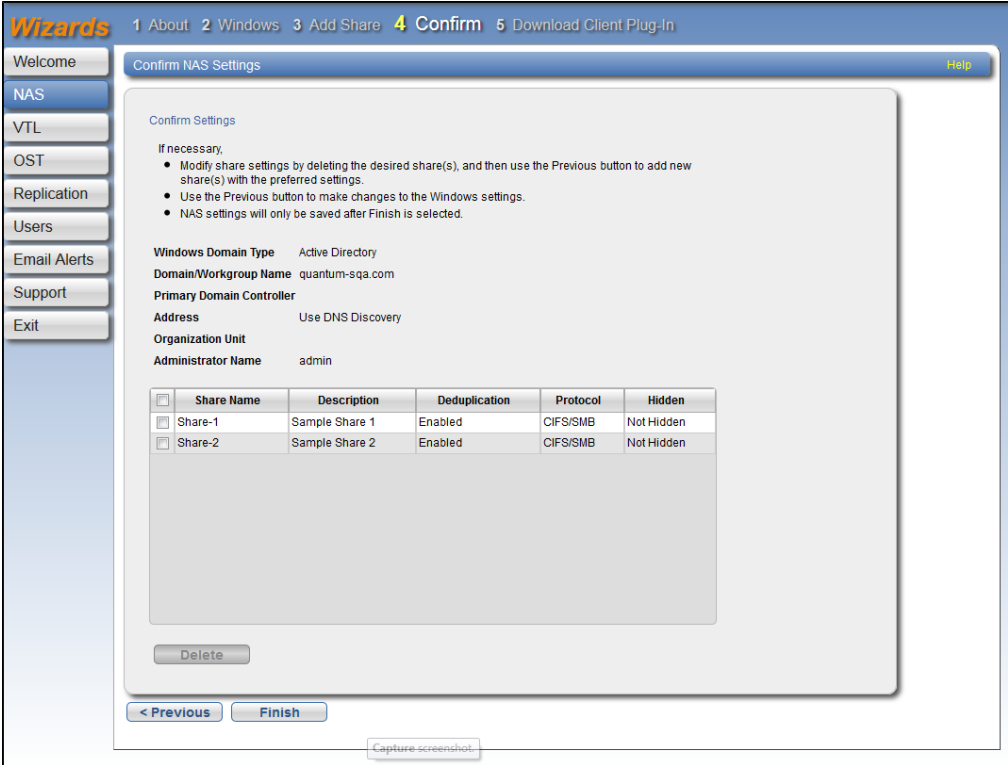 Wizards 1 About 2 Windows 3 Add Share 4 Confirm 5 Download Client Plug-In
Welcome
NAS
VTL
OST
Replication
Users
Email Alerts
Support
Exit
Confirm NAS Settings Help
Confirm Settings
If necessary,
• Modify share settings by deleting the desired share(s), and then use the Previous button to add new
share(s) with the preferred settings.
• Use the Previous button to make changes to the Windows settings.
• NAS settings will only be saved after Finish is selected.
Windows Domain Type Active Directory
Domain/Workgroup Name quantum-sqa.com
Primary Domain Controller
Address Use DNS Discovery
Organization Unit
Administrator Name admin
Share Name Description Deduplication Protocol Hidden
Share-1 Sample Share 1 Enabled CIFS/SMB Not Hidden
Share-2 Sample Share 2 Enabled CIFS/SMB Not Hidden
Delete
< Previous Finish
Capture screenshot.